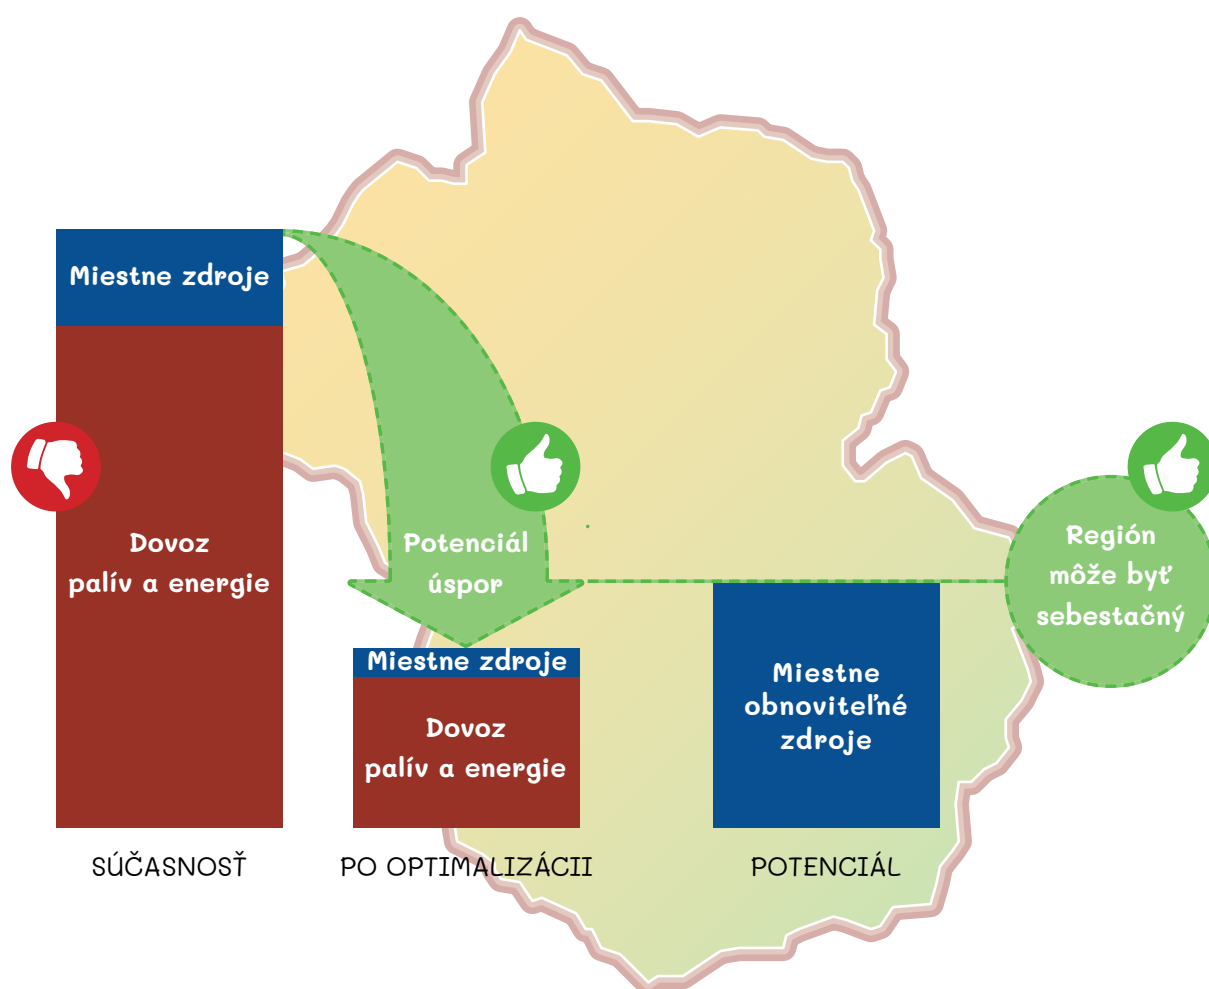 Miestne zdroje
Dovoz
palív a energie
SÚČASNOSŤ
Potenciál
úspor
Miestne zdroje
Dovoz
palív a energie
PO OPTIMALIZÁCII
Miestne
obnoviteľné
zdroje
POTENCIÁL
Región
môže byť
sebestačný